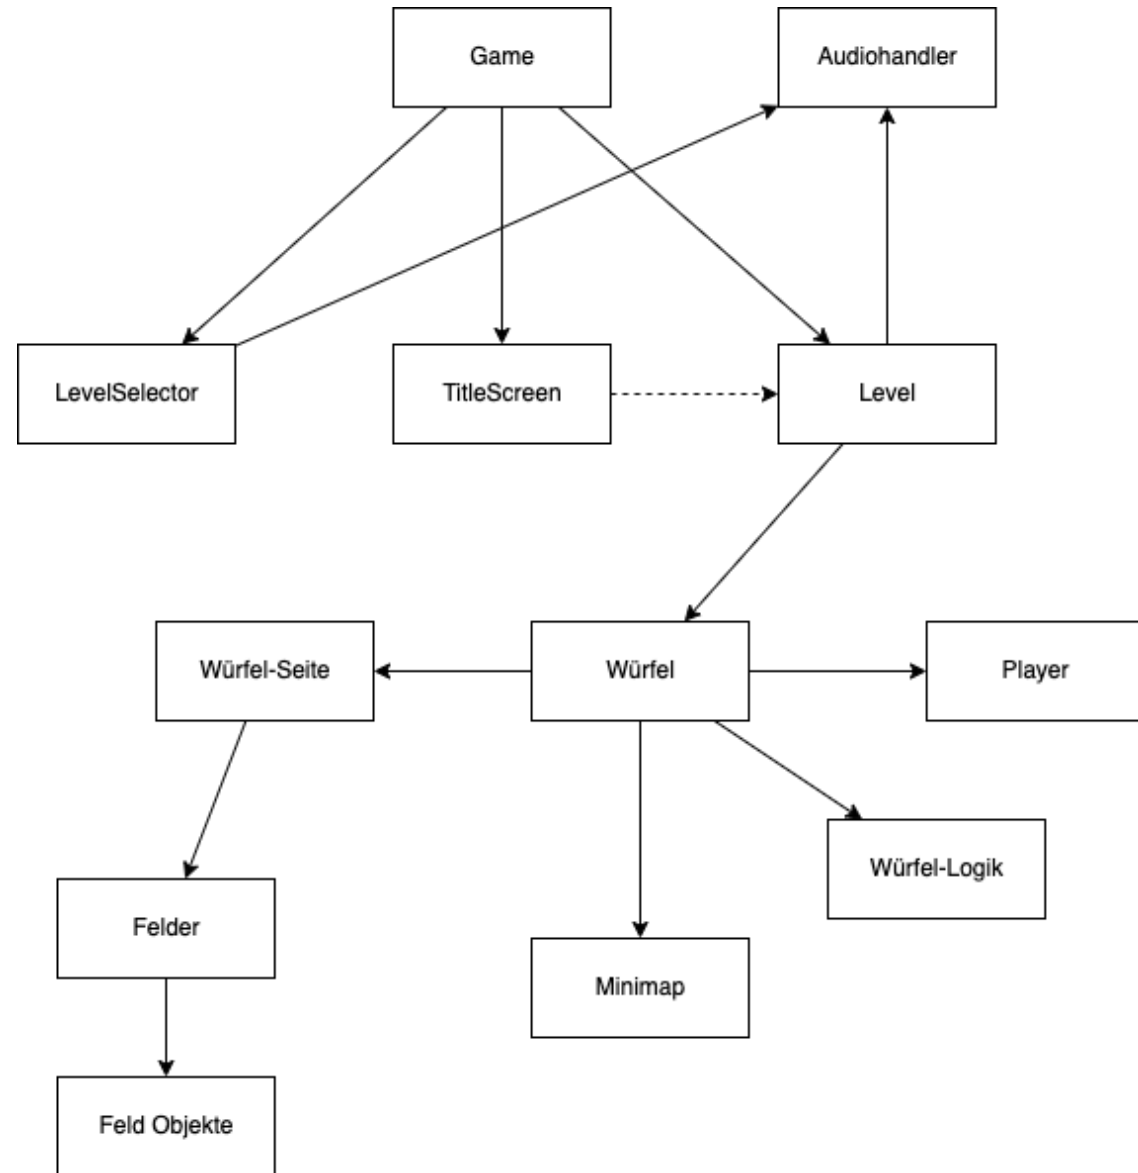 Game
Audiohandler
LevelSelector
TitleScreen
Level
Würfel-Seite
Würfel
Player
Würfel-Logik
Felder
Minimap
Feld Objekte